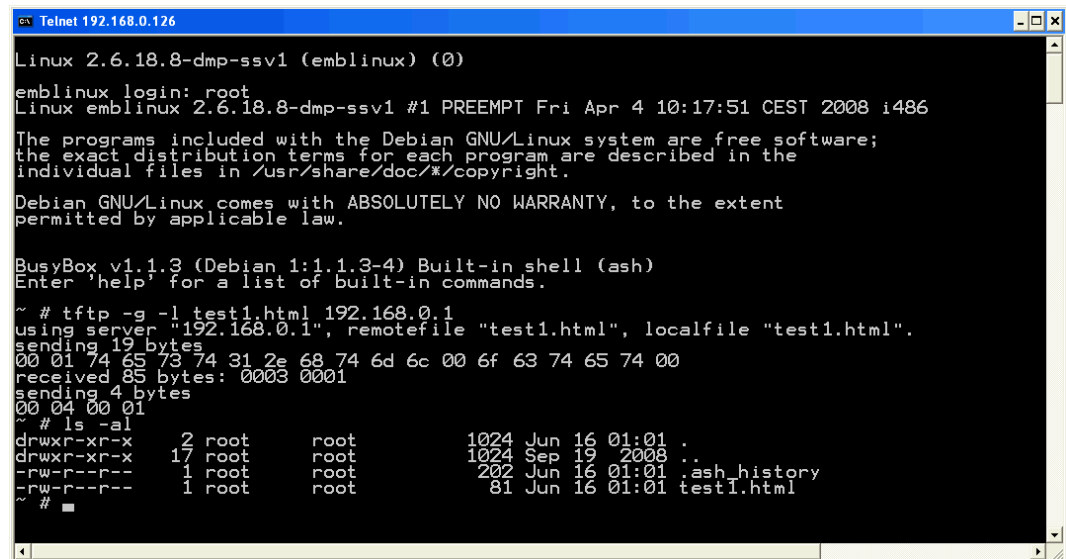 Telnet 192.168.0.126
Linux 2.6.18.8-dmp-ssv1 (emblinux) (0)
emblinux login: root
Linux emblinux 2.6.18.8-dmp-ssv1 #1 PREEMPT Fri Apr 4 10:17:51 CEST 2008 i486
The programs included with the Debian GNU/Linux system are free software;
the exact distribution terms for each program are described in the
individual files in /usr/share/doc/*/copyright.
Debian GNU/Linux comes with ABSOLUTELY NO WARRANTY, to the extent
permitted by applicable law.
BusyBox v1.1.3 (Debian 1:1.1.3-4) Built-in shell (ash)
Enter 'help' for a list of built-in commands.
~ # tftp -g -l test1.html 192.168.0.1
using server "192.168.0.1", remotefile "test1.html", localfile "test1.html".
sending 19 bytes
00 01 74 65 73 74 31 2e 68 74 6d 6c 00 6f 63 74 65 74 00
received 85 bytes: 0003 0001
sending 4 bytes
00 04 00 01
~ # ls -al
drwxr-xr-x    2 root     root         1024 Jun 16 01:01 .
drwxr-xr-x   17 root     root         1024 Sep 19  2008 ..
-rw-r--r--    1 root     root          202 Jun 16 01:01 .ash_history
-rw-r--r--    1 root     root           81 Jun 16 01:01 test1.html
~ #